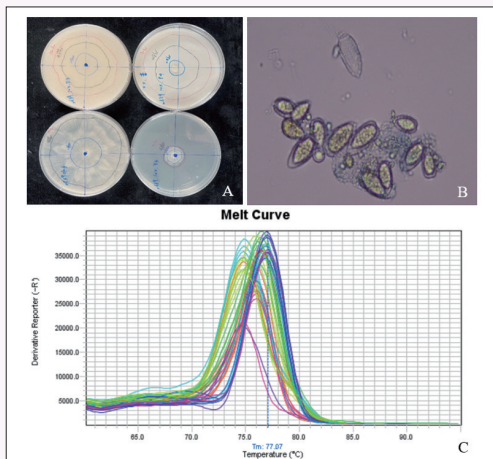 A
B
Melt Curve
Derivative Reporter (-R')
35000.0
30000.0
25000.0
20000.0
15000.0
10000.0
5000.0
65.0
70.0
75.0
80.0
85.0
90.0
Tm: 77.07
Temperature (°C)
C